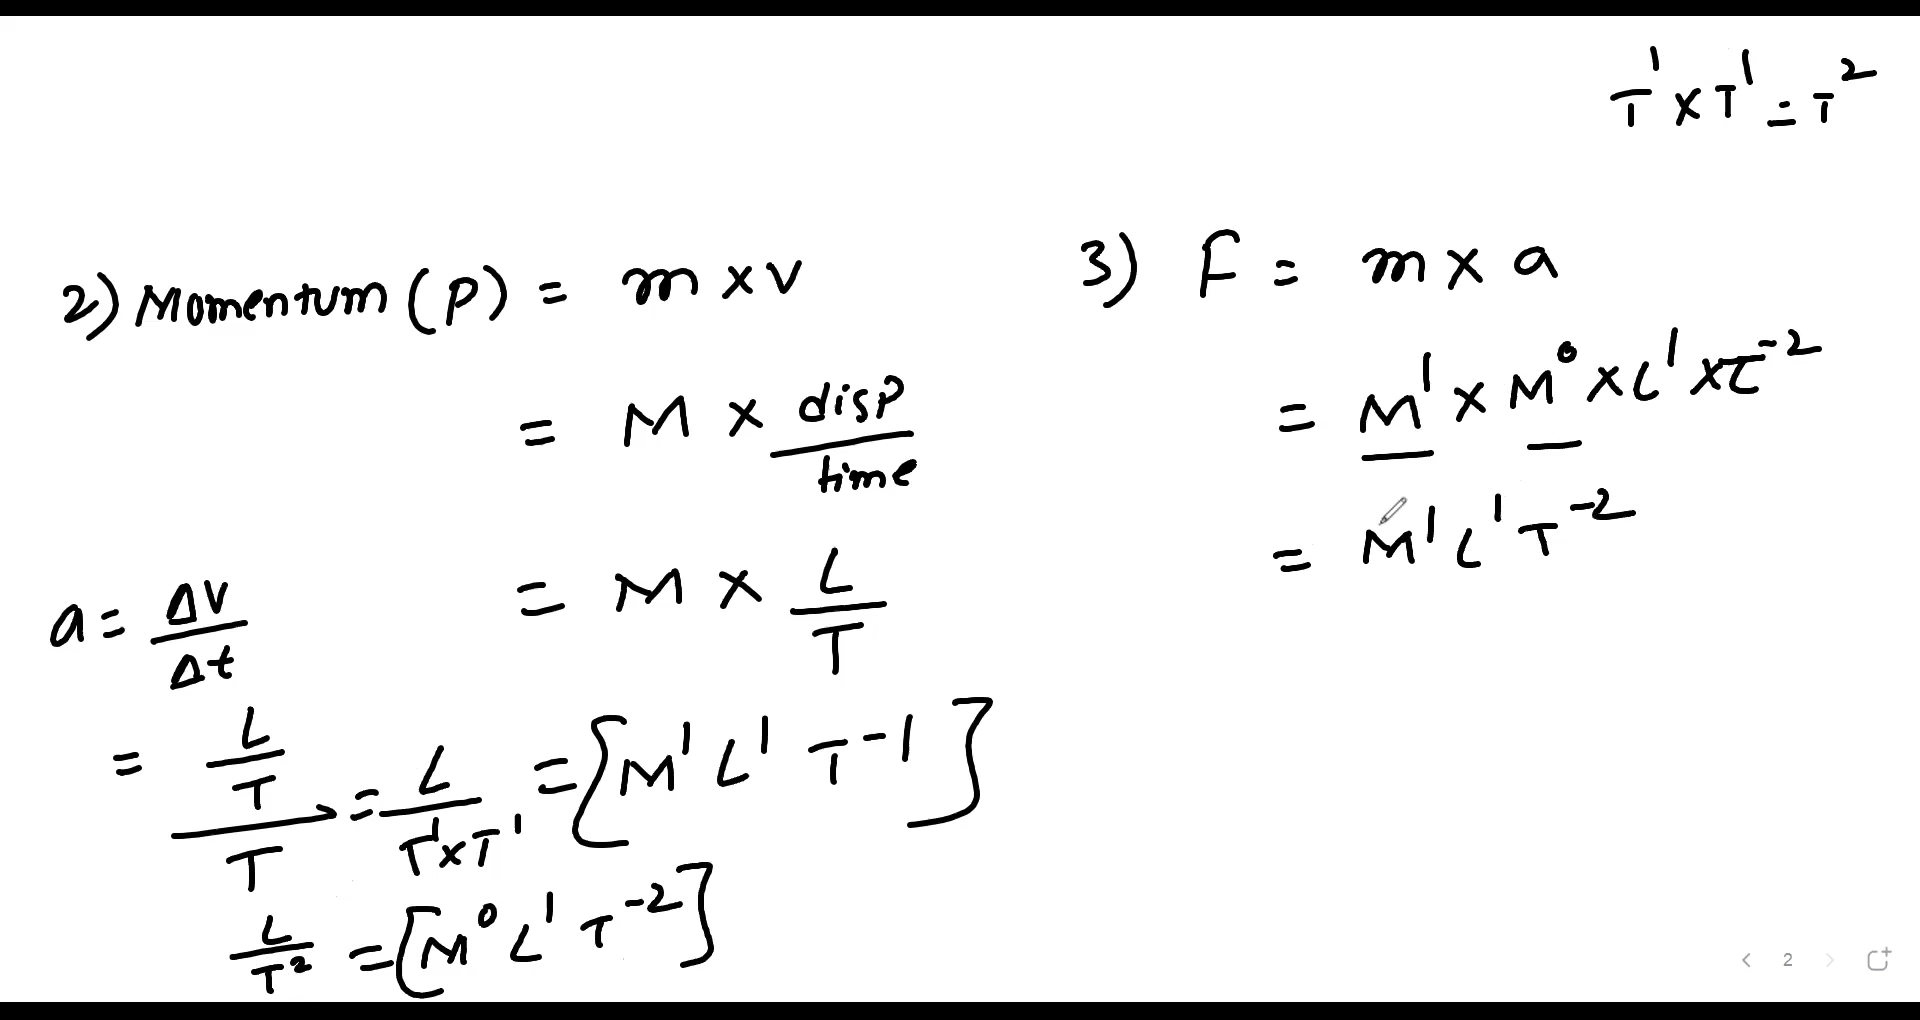 T¹ × T¹ = T²
2) Momentum (P) = m × v
= M × disp/time
= M × L/T
= [M¹ L¹ T⁻¹]
a = Δv/Δt
= L/T/T = L/T¹×T¹
L/T² = [M⁰ L¹ T⁻²]
3) F = m × a
= M¹ × M⁰ × L¹ × T⁻²
= M¹ L¹ T⁻²
2